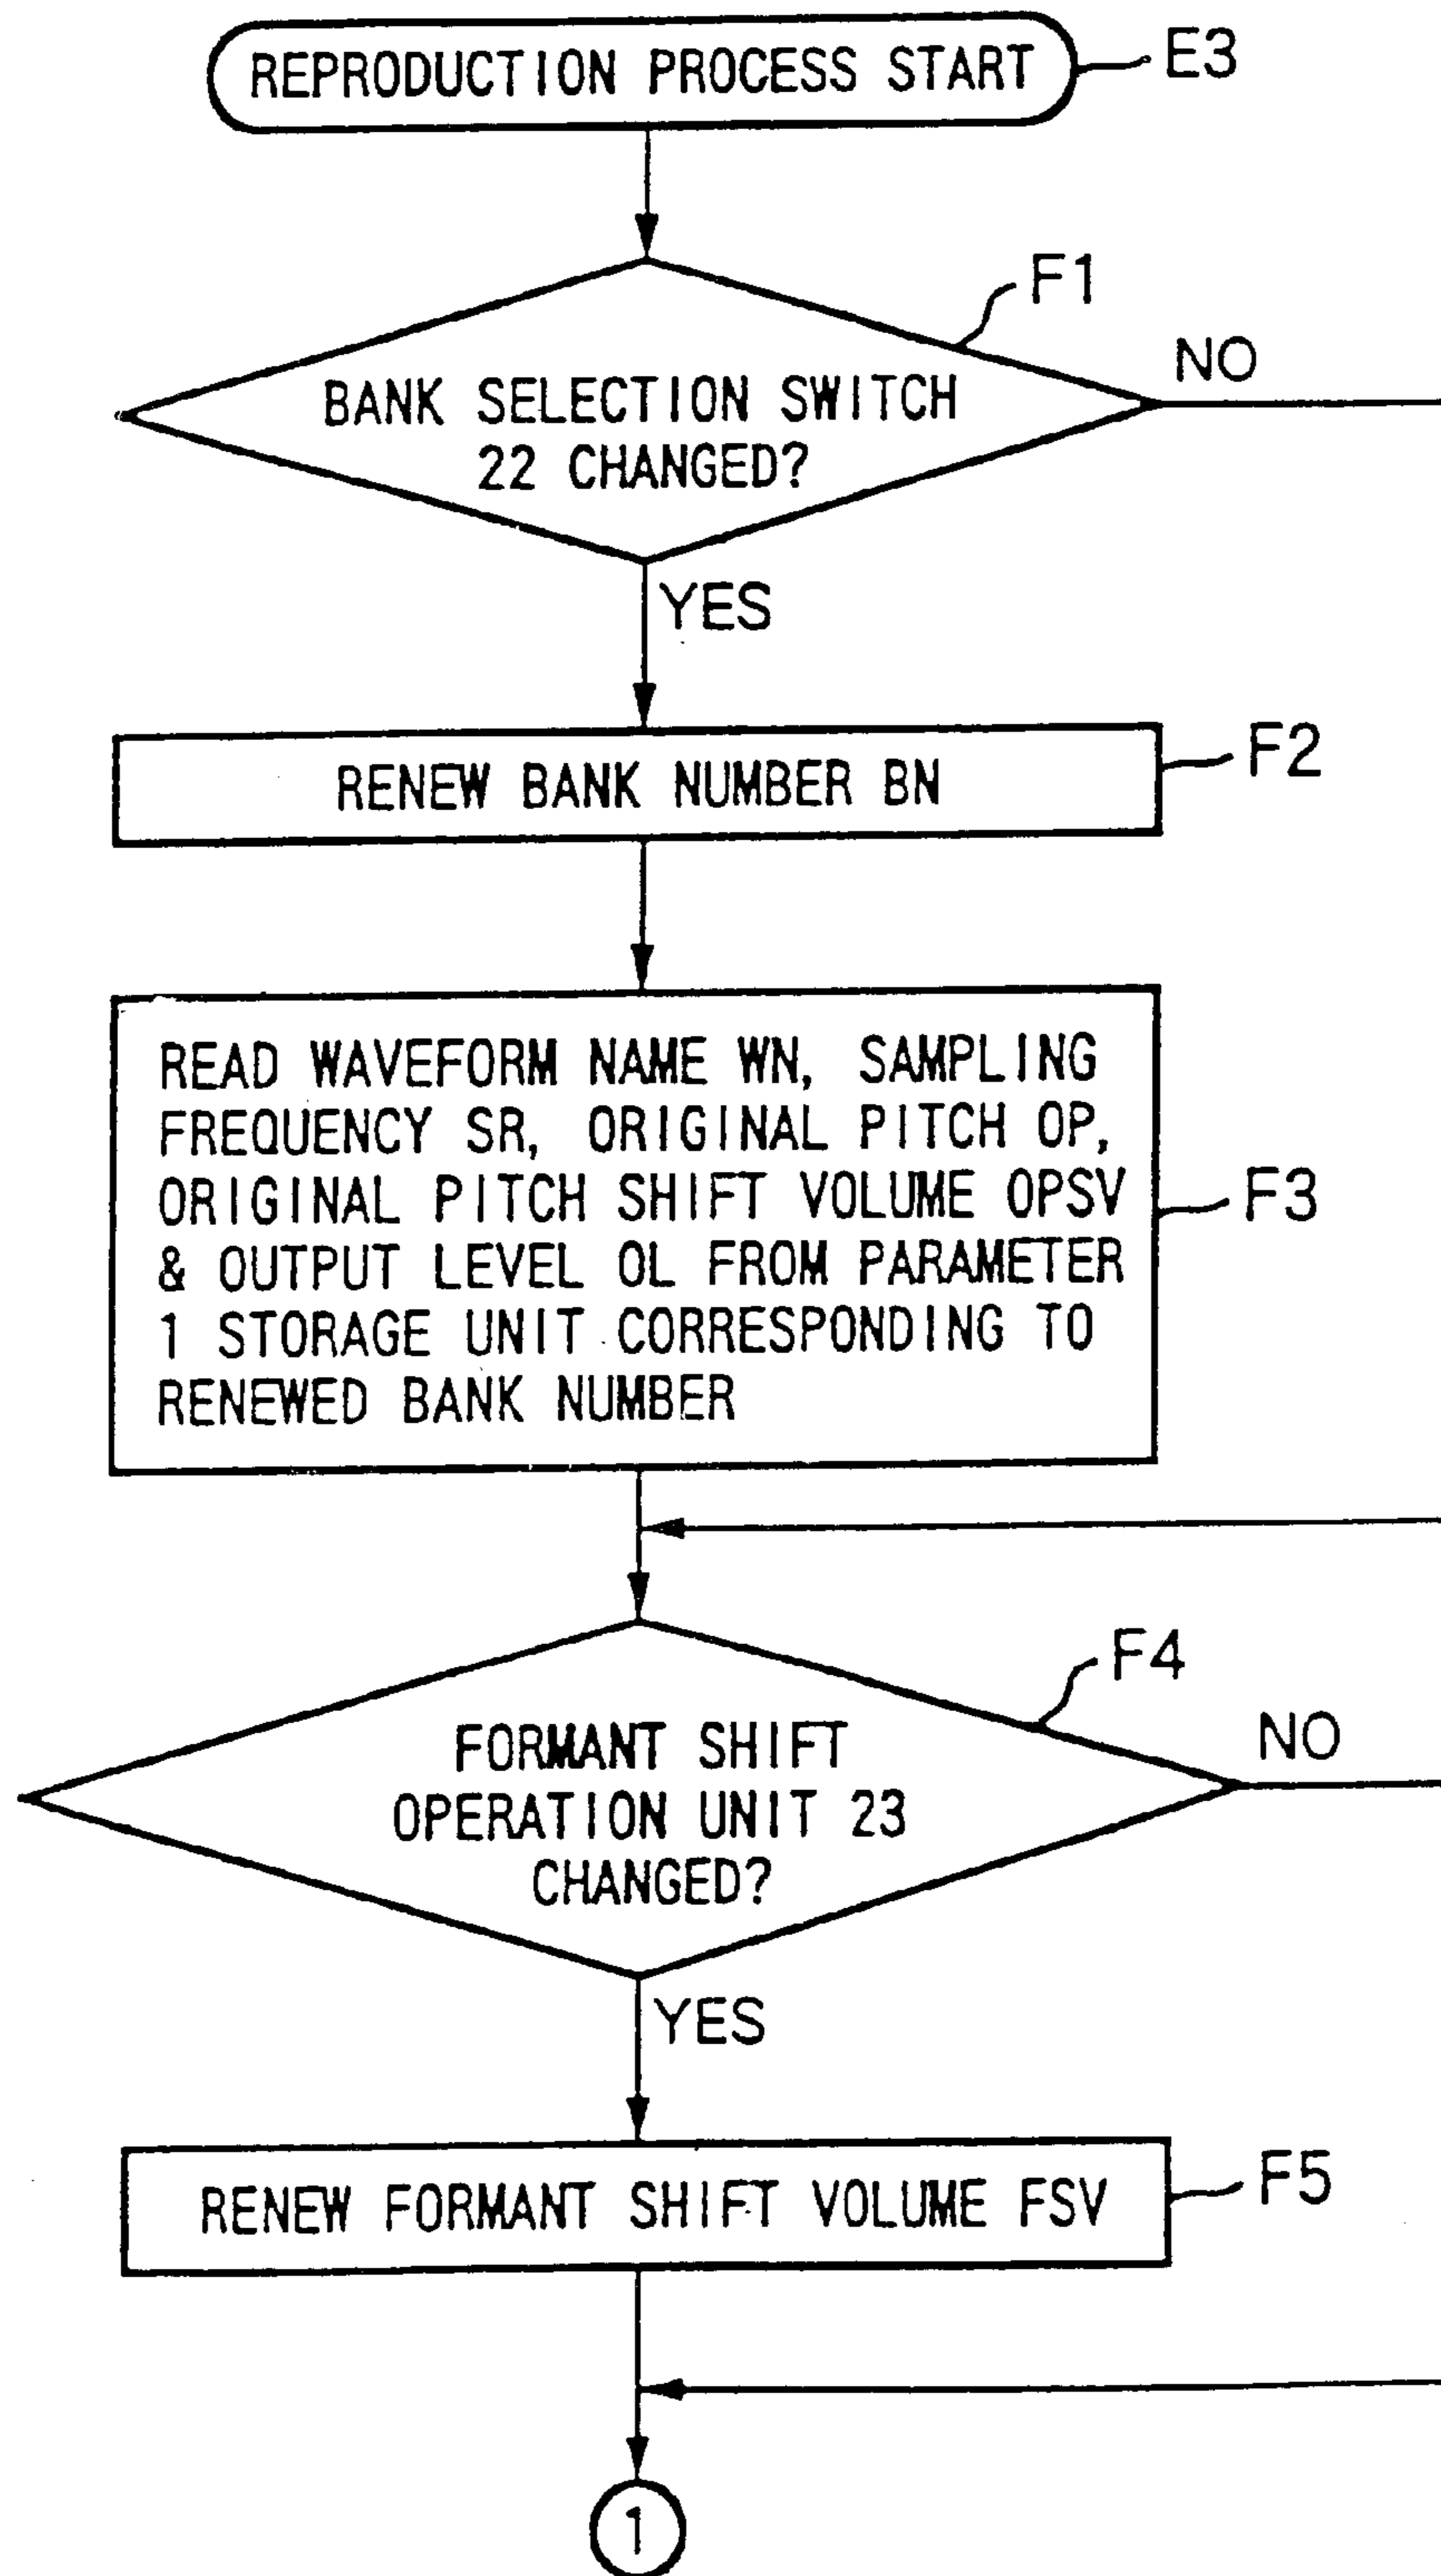 REPRODUCTION PROCESS START
E3
F1
BANK SELECTION SWITCH
22 CHANGED?
NO
YES
RENEW BANK NUMBER BN
F2
READ WAVEFORM NAME WN, SAMPLING
FREQUENCY SR, ORIGINAL PITCH OP,
ORIGINAL PITCH SHIFT VOLUME OPSV
& OUTPUT LEVEL OL FROM PARAMETER
1 STORAGE UNIT CORRESPONDING TO
RENEWED BANK NUMBER
F3
F4
FORMANT SHIFT
OPERATION UNIT 23
CHANGED?
NO
YES
RENEW FORMANT SHIFT VOLUME FSV
F5
1